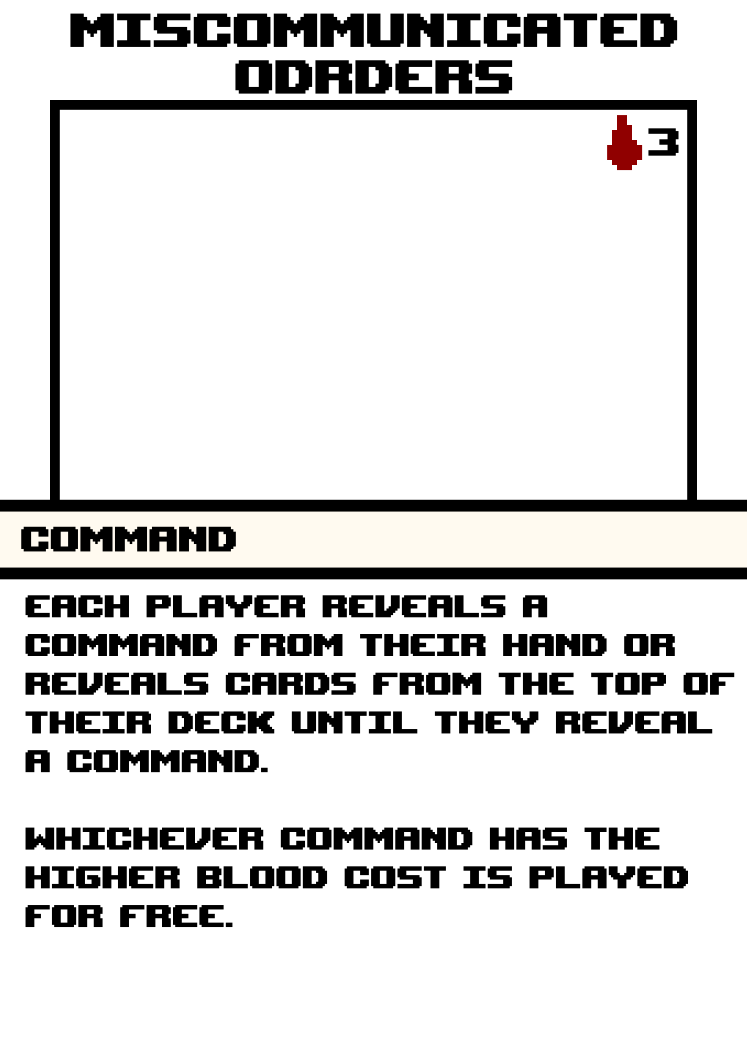 MISCOMMUNICATED
ODRDERS
3
COMMAND
EACH PLAYER REVEALS A
COMMAND FROM THEIR HAND OR
REVEALS CARDS FROM THE TOP OF
THEIR DECK UNTIL THEY REVEAL
A COMMAND.
WHICHEVER COMMAND HAS THE
HIGHER BLOOD COST IS PLAYED
FOR FREE.